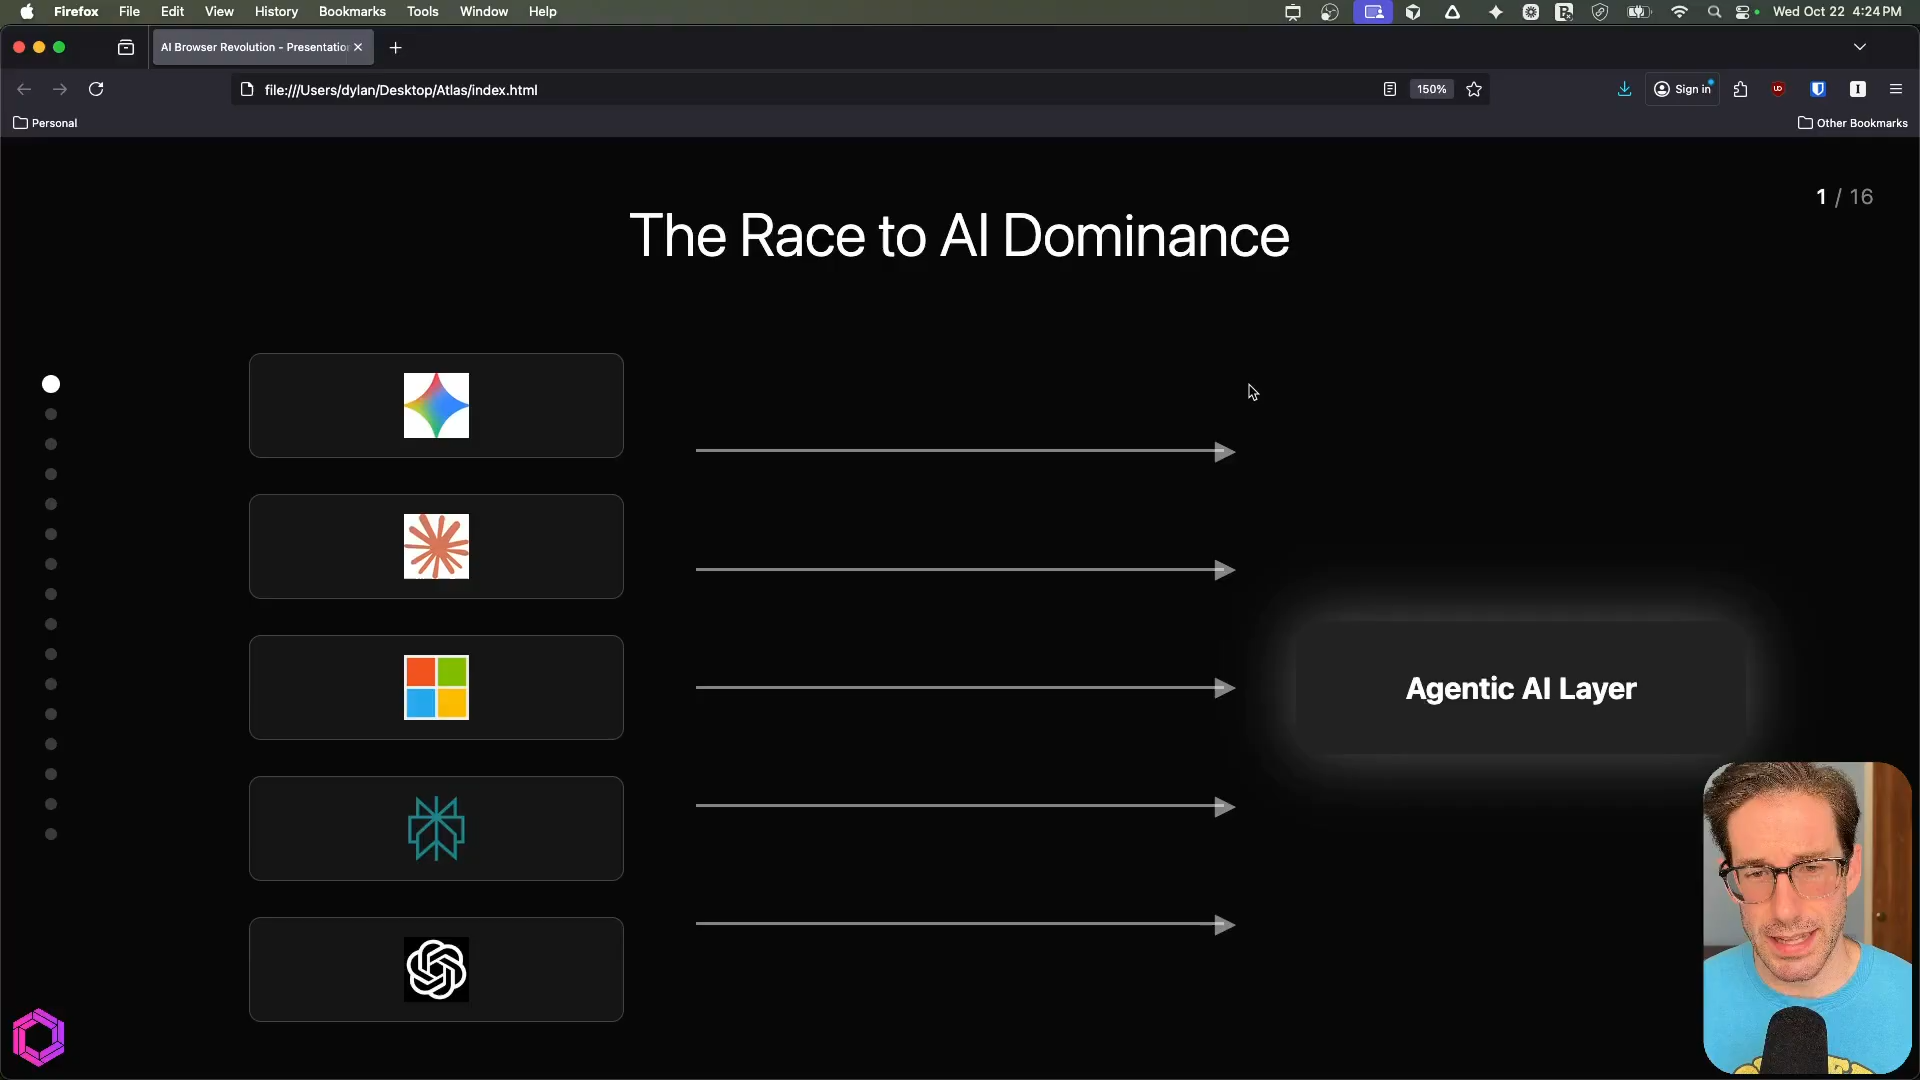 Firefox File Edit View History Bookmarks Tools Window Help Wed Oct 22 4:24 PM
AI Browser Revolution - Presentatio
file:///Users/dylan/Desktop/Atlas/index.html 150% Sign in
Personal Other Bookmarks
1 / 16
The Race to AI Dominance
Agentic AI Layer